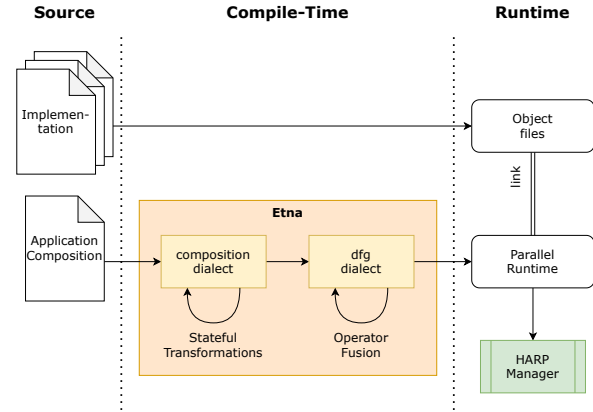 Source
Compile-Time
Runtime
Implemen-
tation
Object
files
link
Etna
Application
Composition
composition
dialect
dfg
dialect
Parallel
Runtime
Stateful
Transformations
Operator
Fusion
HARP
Manager